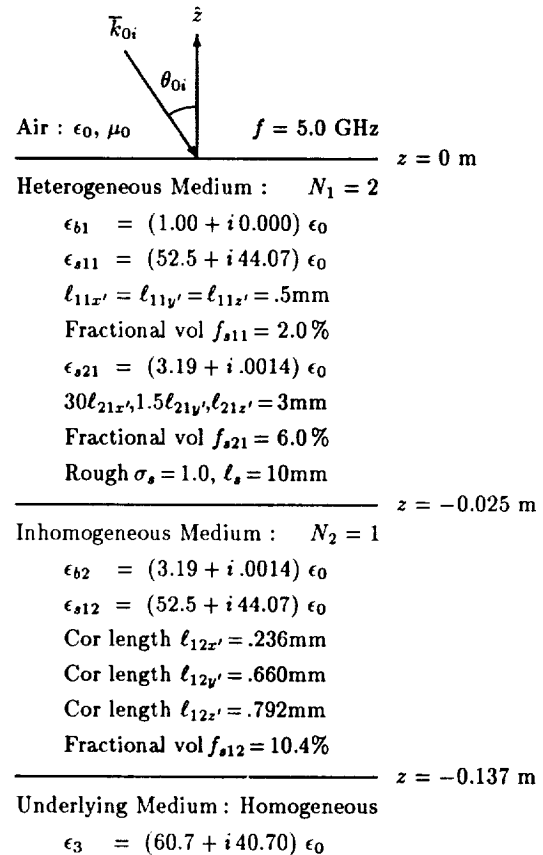 ẑ
k̅₀ᵢ
θ₀ᵢ
Air : ϵ₀, μ₀ f = 5.0 GHz
z = 0 m
Heterogeneous Medium : N₁ = 2
ϵb1 = (1.00 + i 0.000) ϵ₀
ϵs11 = (52.5 + i 44.07) ϵ₀
ℓ11x′ = ℓ11y′ = ℓ11z′ = .5mm
Fractional vol fs11 = 2.0%
ϵs21 = (3.19 + i .0014) ϵ₀
30ℓ21x′,1.5ℓ21y′,ℓ21z′ = 3mm
Fractional vol fs21 = 6.0%
Rough σs = 1.0, ℓs = 10mm
z = −0.025 m
Inhomogeneous Medium : N₂ = 1
ϵb2 = (3.19 + i .0014) ϵ₀
ϵs12 = (52.5 + i 44.07) ϵ₀
Cor length ℓ12x′ = .236mm
Cor length ℓ12y′ = .660mm
Cor length ℓ12z′ = .792mm
Fractional vol fs12 = 10.4%
z = −0.137 m
Underlying Medium : Homogeneous
ϵ₃ = (60.7 + i 40.70) ϵ₀